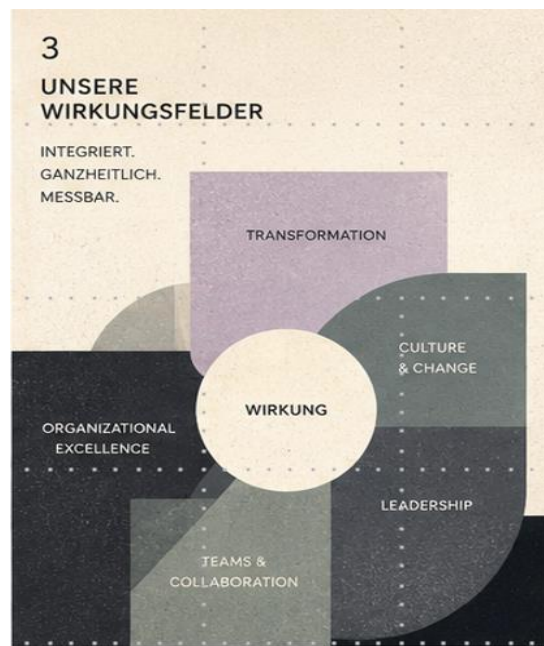 3
UNSERE
WIRKUNGSFELDER
INTEGRIERT.
GANZHEITLICH.
MESSBAR.
TRANSFORMATION
CULTURE
& CHANGE
WIRKUNG
ORGANIZATIONAL
EXCELLENCE
LEADERSHIP
TEAMS &
COLLABORATION